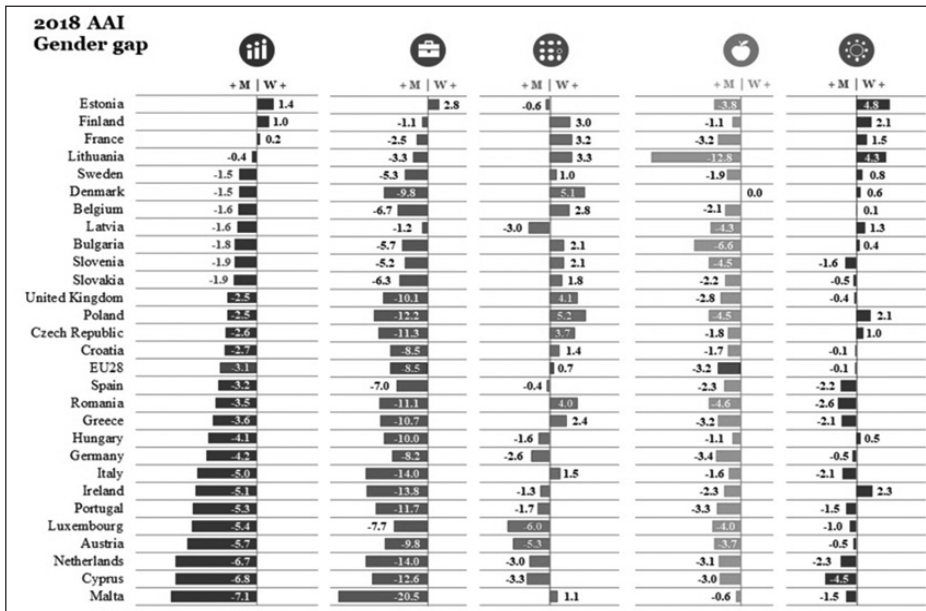 2018 AAI
Gender gap
+ M | W + + M | W + + M | W + + M | W + + M | W +
Estonia 1.4 2.8 -0.6 -3.8 4.8
Finland 1.0 -1.1 3.0 -1.1 2.1
France 0.2 -2.5 3.2 -3.2 1.5
Lithuania -0.4 -3.3 3.3 -12.8 4.3
Sweden -1.5 -5.3 1.0 -1.9 0.8
Denmark -1.5 -9.8 5.1 0.0 0.6
Belgium -1.6 -6.7 2.8 -2.1 0.1
Latvia -1.6 -1.2 -3.0 -4.3 1.3
Bulgaria -1.8 -5.7 2.1 -6.6 0.4
Slovenia -1.9 -5.2 2.1 -4.5 -1.6
Slovakia -1.9 -6.3 1.8 -2.2 -0.5
United Kingdom -2.5 -10.1 4.1 -2.8 -0.4
Poland -2.5 -12.2 5.2 -4.5 2.1
Czech Republic -2.6 -11.3 3.7 -1.8 1.0
Croatia -2.7 -8.5 1.4 -1.7 -0.1
EU28 -3.1 -8.5 0.7 -3.2 -0.1
Spain -3.2 -7.0 -0.4 -2.3 -2.2
Romania -3.5 -11.1 4.0 -4.6 -2.6
Greece -3.6 -10.7 2.4 -3.2 -2.1
Hungary -4.1 -10.0 -1.6 -1.1 0.5
Germany -4.2 -8.2 -2.6 -3.4 -0.5
Italy -5.0 -14.0 1.5 -1.6 -2.1
Ireland -5.1 -13.8 -1.3 -2.3 2.3
Portugal -5.3 -11.7 -1.7 -3.3 -1.5
Luxembourg -5.4 -7.7 -6.0 -4.0 -1.0
Austria -5.7 -9.8 -5.3 -3.7 -0.5
Netherlands -6.7 -14.0 -3.0 -3.1 -2.3
Cyprus -6.8 -12.6 -3.3 -3.0 -4.5
Malta -7.1 -20.5 1.1 -0.6 -1.5